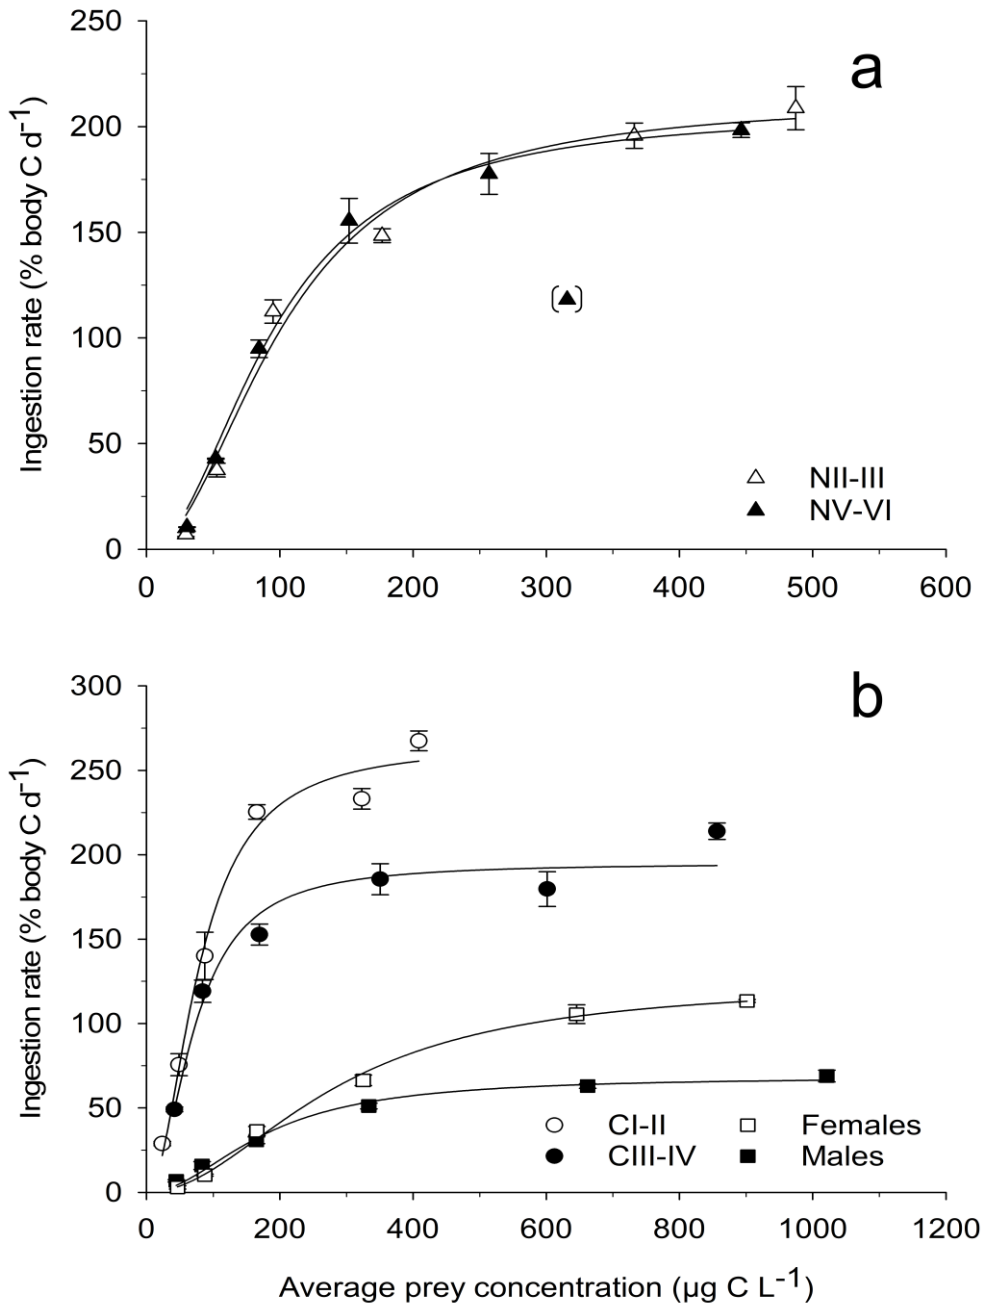 a
Ingestion rate (% body C d⁻¹)
250
200
150
100
50
0
NII-III
NV-VI
0 100 200 300 400 500 600
b
Ingestion rate (% body C d⁻¹)
300
250
200
150
100
50
0
CI-II Females
CIII-IV Males
0 200 400 600 800 1000 1200
Average prey concentration (µg C L⁻¹)